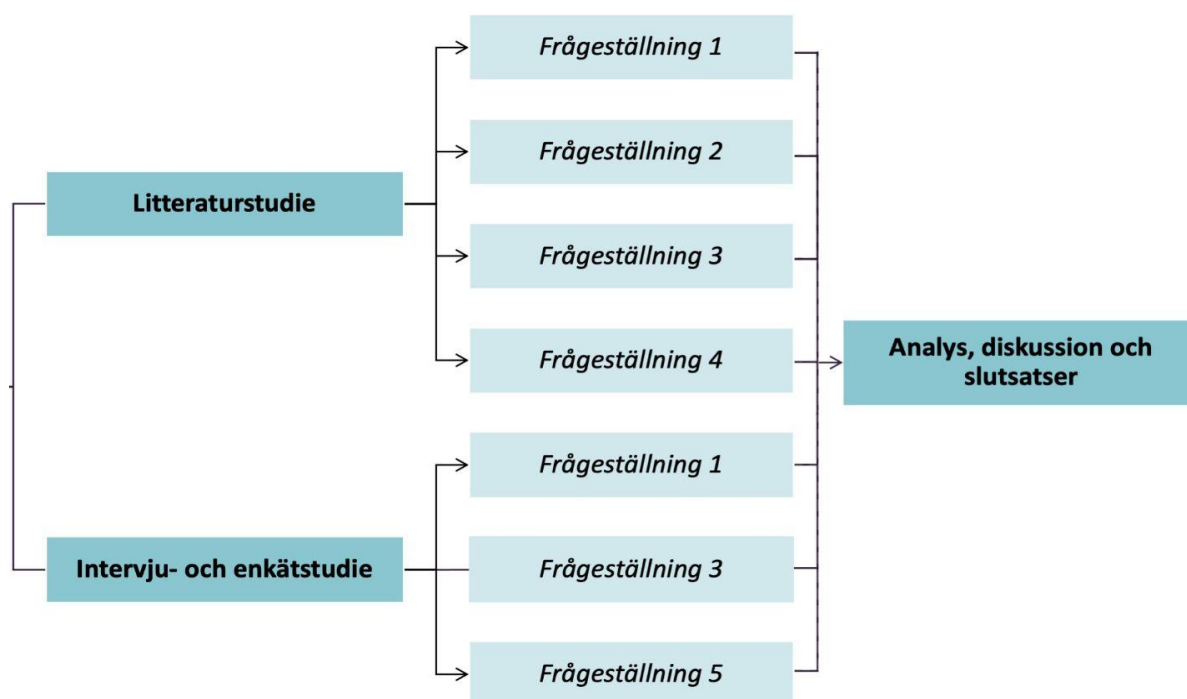 Litteraturstudie
Intervju- och enkätstudie
Frågeställning 1
Frågeställning 2
Frågeställning 3
Frågeställning 4
Frågeställning 1
Frågeställning 3
Frågeställning 5
Analys, diskussion och
slutsatser